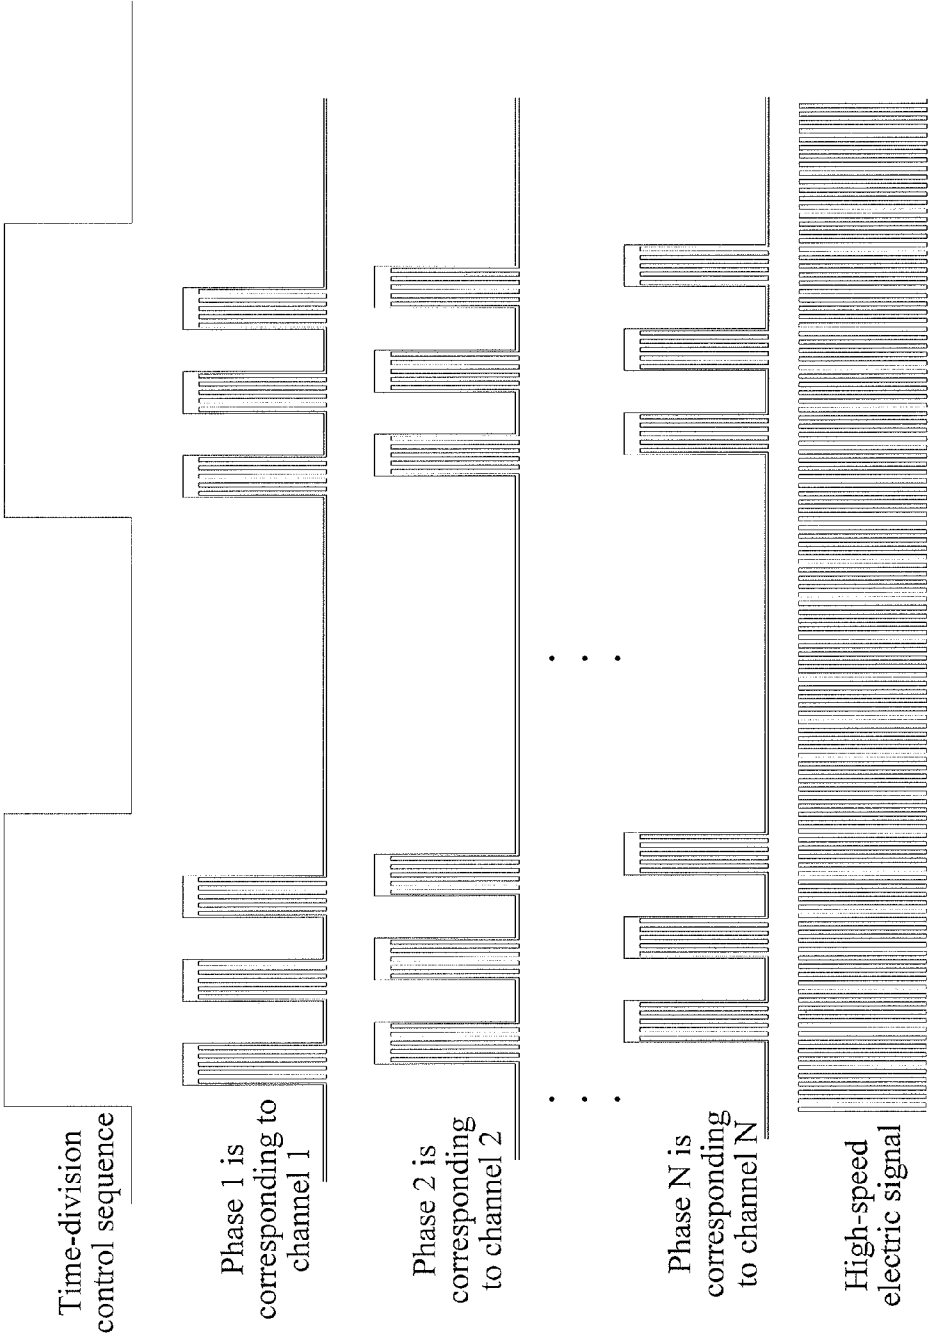 Time-division
control sequence
Phase 1 is
corresponding to
channel 1
Phase 2 is
corresponding
to channel 2
Phase N is
corresponding
to channel N
High-speed
electric signal